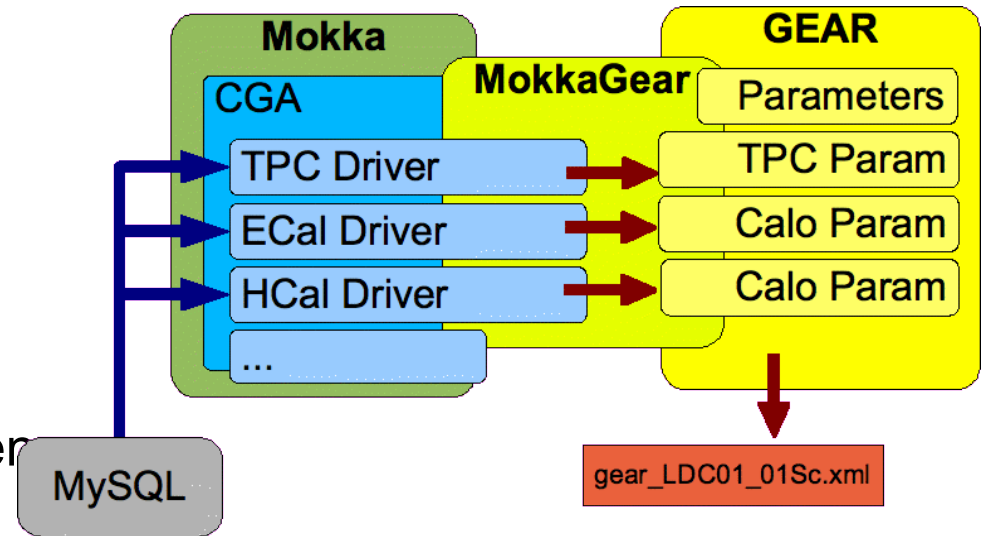 Mokka
GEAR
MokkaGear
CGA
Parameters
TPC Driver
TPC Param
ECal Driver
Calo Param
HCal Driver
Calo Param
...
en
MySQL
gear_LDC01_01Sc.xml